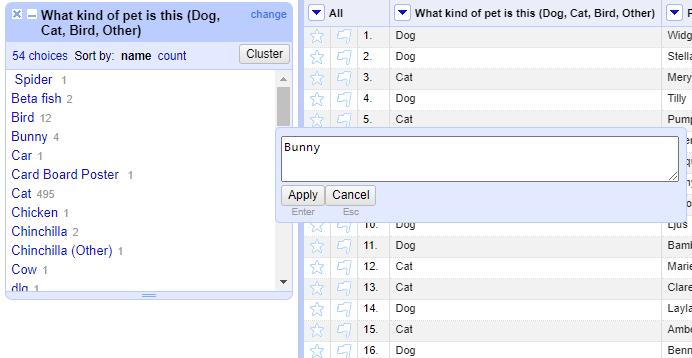 What kind of pet is this (Dog, Cat, Bird, Other)
change
54 choices Sort by: name count
Cluster
Spider 1
Beta fish 2
Bird 12
Bunny 4
Car 1
Card Board Poster 1
Cat 495
Chicken 1
Chinchilla 2
Chinchilla (Other) 1
Cow 1
dlg 1
All What kind of pet is this (Dog, Cat, Bird, Other)
1. Dog Widg
2. Dog Stella
3. Cat Mery
4. Dog Tilly
5. Cat Pump
Bunny
Apply Cancel
Enter Esc
10. Dog Ljus
11. Dog Bamb
12. Cat Marie
13. Cat Clare
14. Dog Layla
15. Cat Ambe
16. Dog Benn